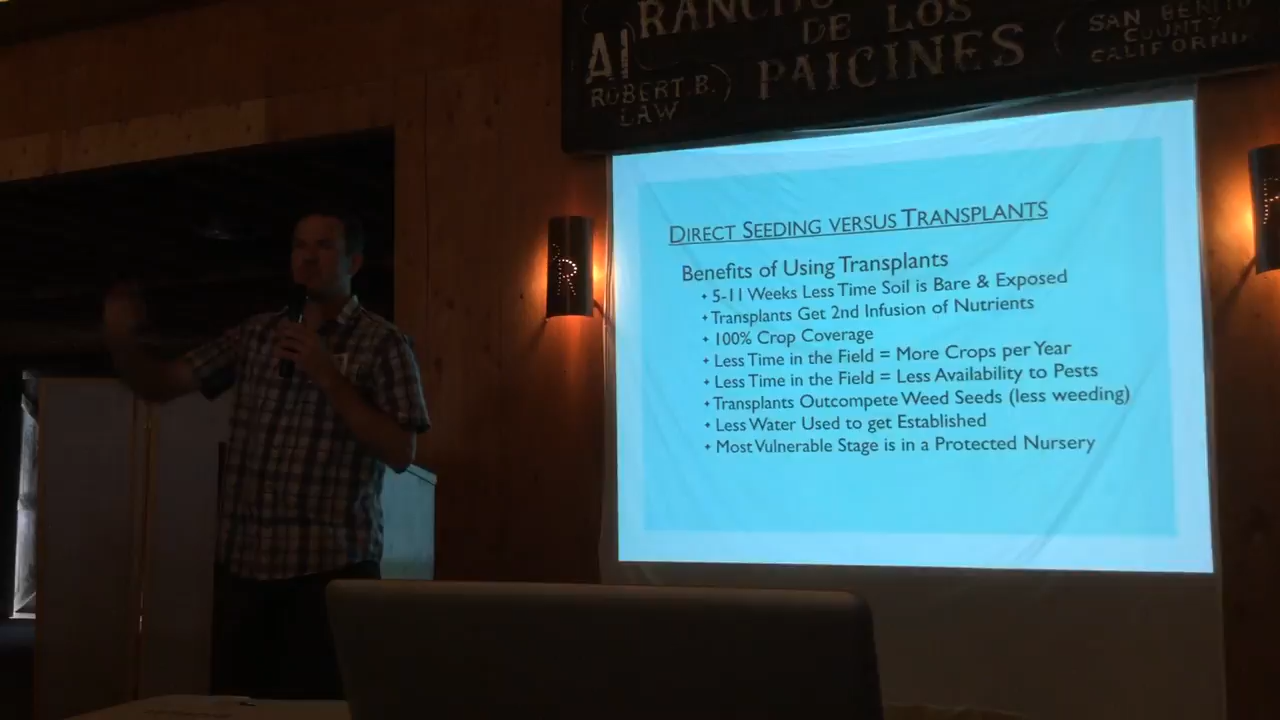 RANCHO
DE LOS
PAICINES
AI
ROBERT B.
LAW
SAN BENITO
COUNTY
CALIFORNIA
R
DIRECT SEEDING VERSUS TRANSPLANTS
Benefits of Using Transplants
• 5-11 Weeks Less Time Soil is Bare & Exposed
• Transplants Get 2nd Infusion of Nutrients
• 100% Crop Coverage
• Less Time in the Field = More Crops per Year
• Less Time in the Field = Less Availability to Pests
• Transplants Outcompete Weed Seeds (less weeding)
• Less Water Used to get Established
• Most Vulnerable Stage is in a Protected Nursery